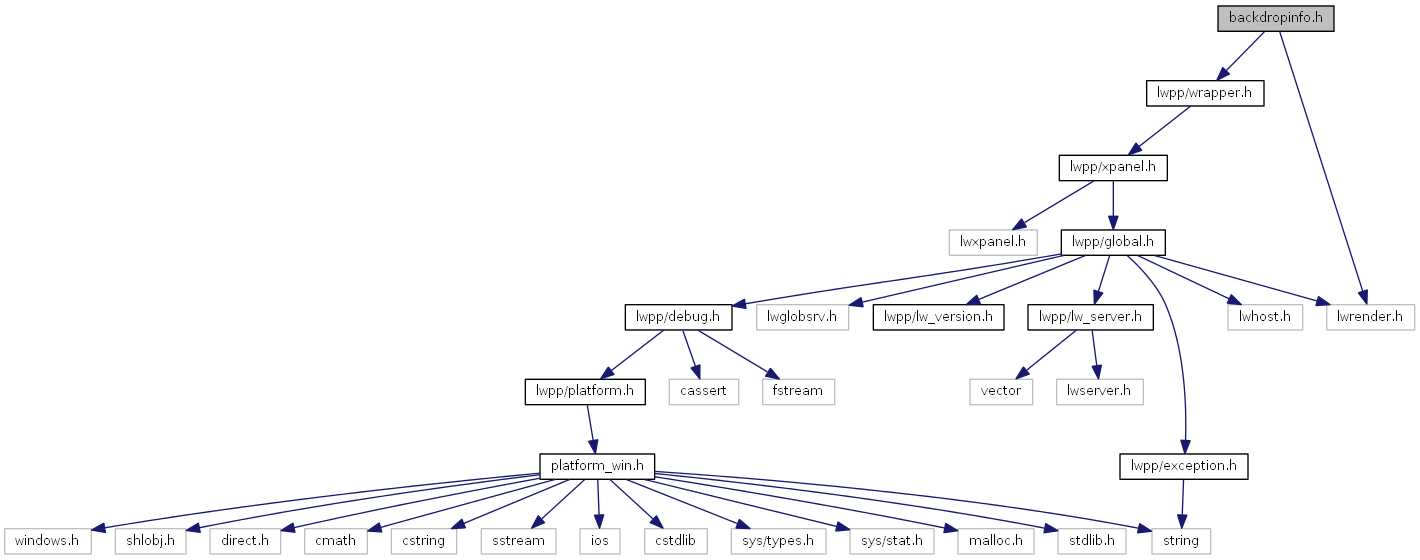 backdropinfo.h
lwpp/wrapper.h
lwpp/xpanel.h
lwxpanel.h
lwpp/global.h
lwpp/debug.h
lwglobsrv.h
lwpp/lw_version.h
lwpp/lw_server.h
lwhost.h
lwrender.h
lwpp/platform.h
cassert
fstream
vector
lwserver.h
platform_win.h
lwpp/exception.h
windows.h
shlobj.h
direct.h
cmath
cstring
sstream
ios
cstdlib
sys/types.h
sys/stat.h
malloc.h
stdlib.h
string